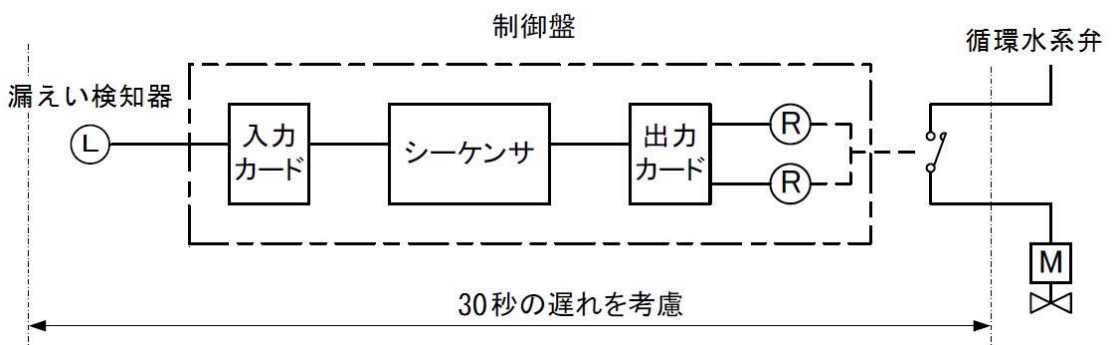 制御盤
循環水系弁
漏えい検知器
L
入力
カード
シーケンサ
出力
カード
R
R
M
30秒の遅れを考慮